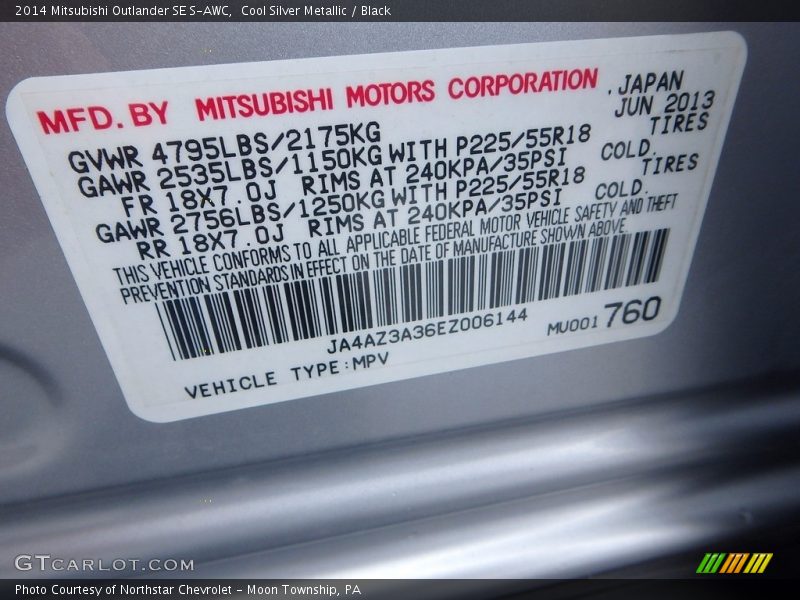 2014 Mitsubishi Outlander SE S-AWC,  Cool Silver Metallic / Black
MFD. BY MITSUBISHI MOTORS CORPORATION . JAPAN
JUN 2013
GVWR 4795LBS/2175KG
GAWR 2535LBS/1150KG WITH P225/55R18 TIRES
FR 18X7.0J RIMS AT 240KPA/35PSI COLD.
GAWR 2756LBS/1250KG WITH P225/55R18 TIRES
RR 18X7.0J RIMS AT 240KPA/35PSI COLD.
THIS VEHICLE CONFORMS TO ALL APPLICABLE FEDERAL MOTOR VEHICLE SAFETY AND THEFT
PREVENTION STANDARDS IN EFFECT ON THE DATE OF MANUFACTURE SHOWN ABOVE.
JA4AZ3A36EZ006144 MU001 760
VEHICLE TYPE:MPV
GTCARLOT.COM
Photo Courtesy of Northstar Chevrolet – Moon Township, PA